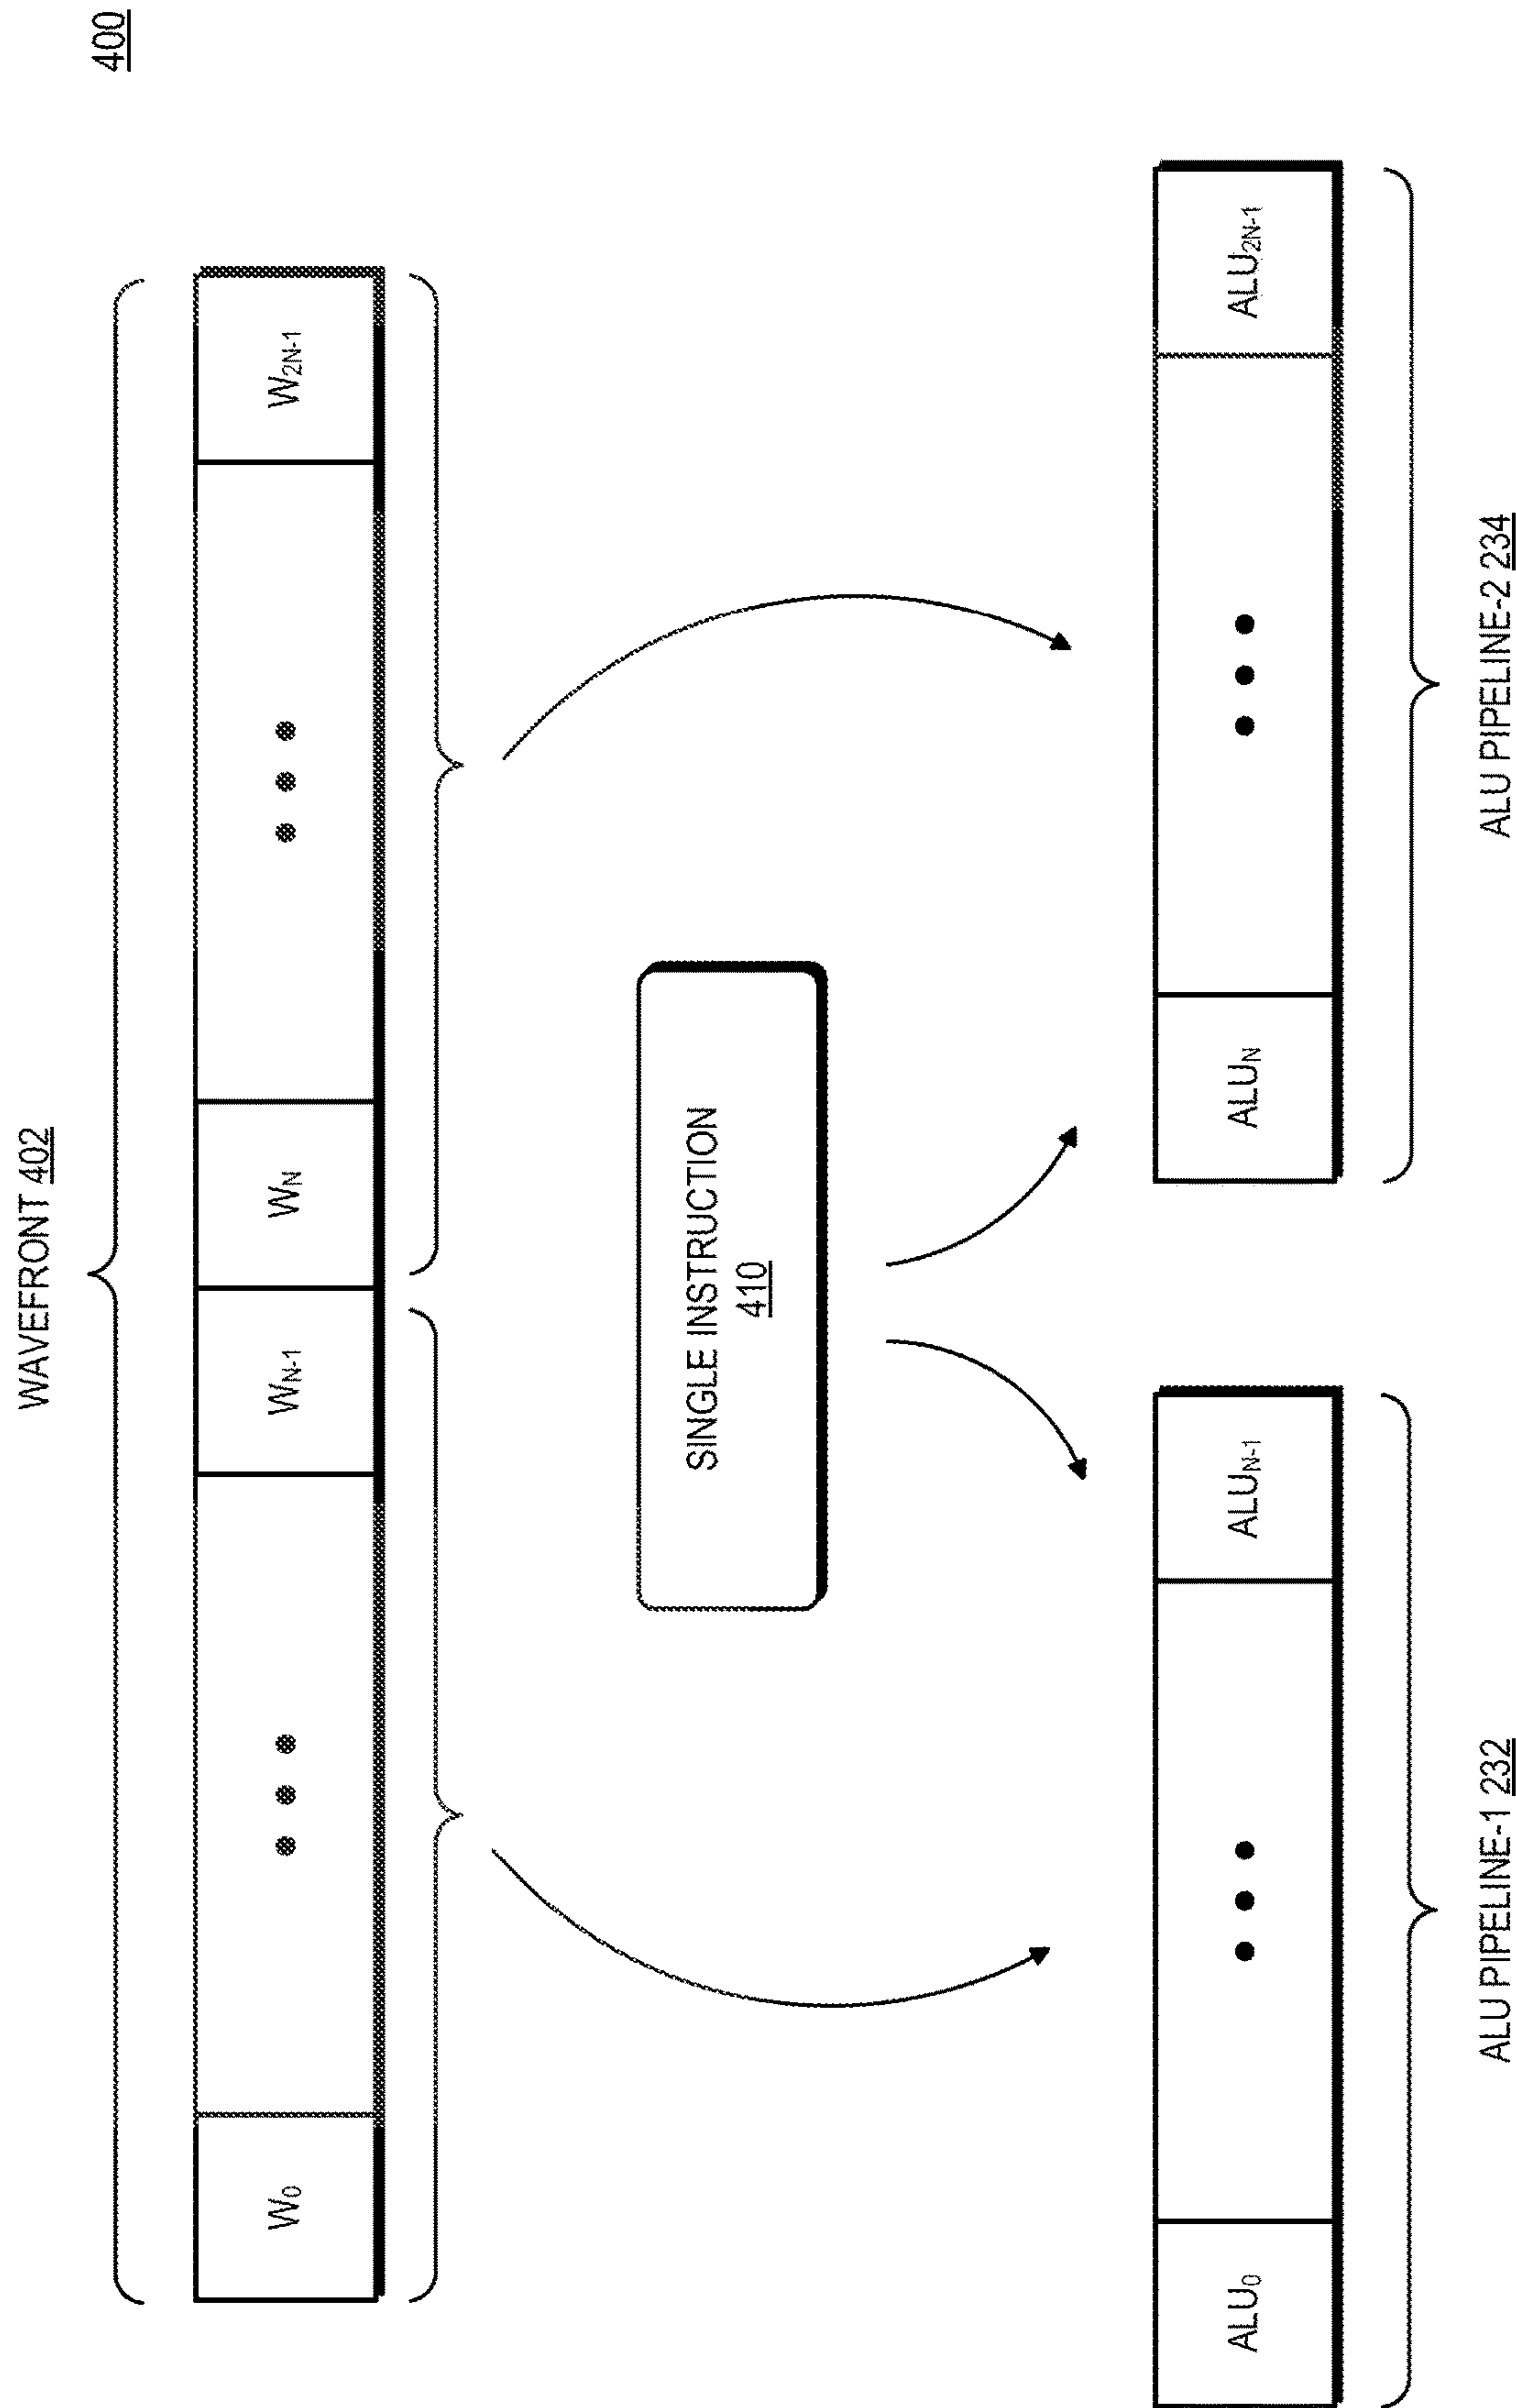 400
WAVEFRONT 402
W0 WN-1 WN W2N-1
SINGLE INSTRUCTION
410
ALU0 ALUN-1 ALUN ALU2N-1
ALU PIPELINE-1 232 ALU PIPELINE-2 234